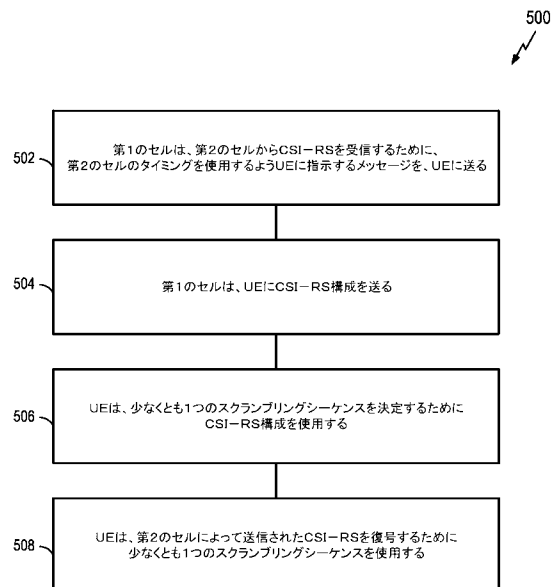 500
502
第1のセルは、第2のセルからCSI-RSを受信するために、
第2のセルのタイミングを使用するようUEに指示するメッセージを、UEに送る
504
第1のセルは、UEにCSI-RS構成を送る
506
UEは、少なくとも1つのスクランブリングシーケンスを決定するために
CSI-RS構成を使用する
508
UEは、第2のセルによって送信されたCSI-RSを復号するために
少なくとも1つのスクランブリングシーケンスを使用する